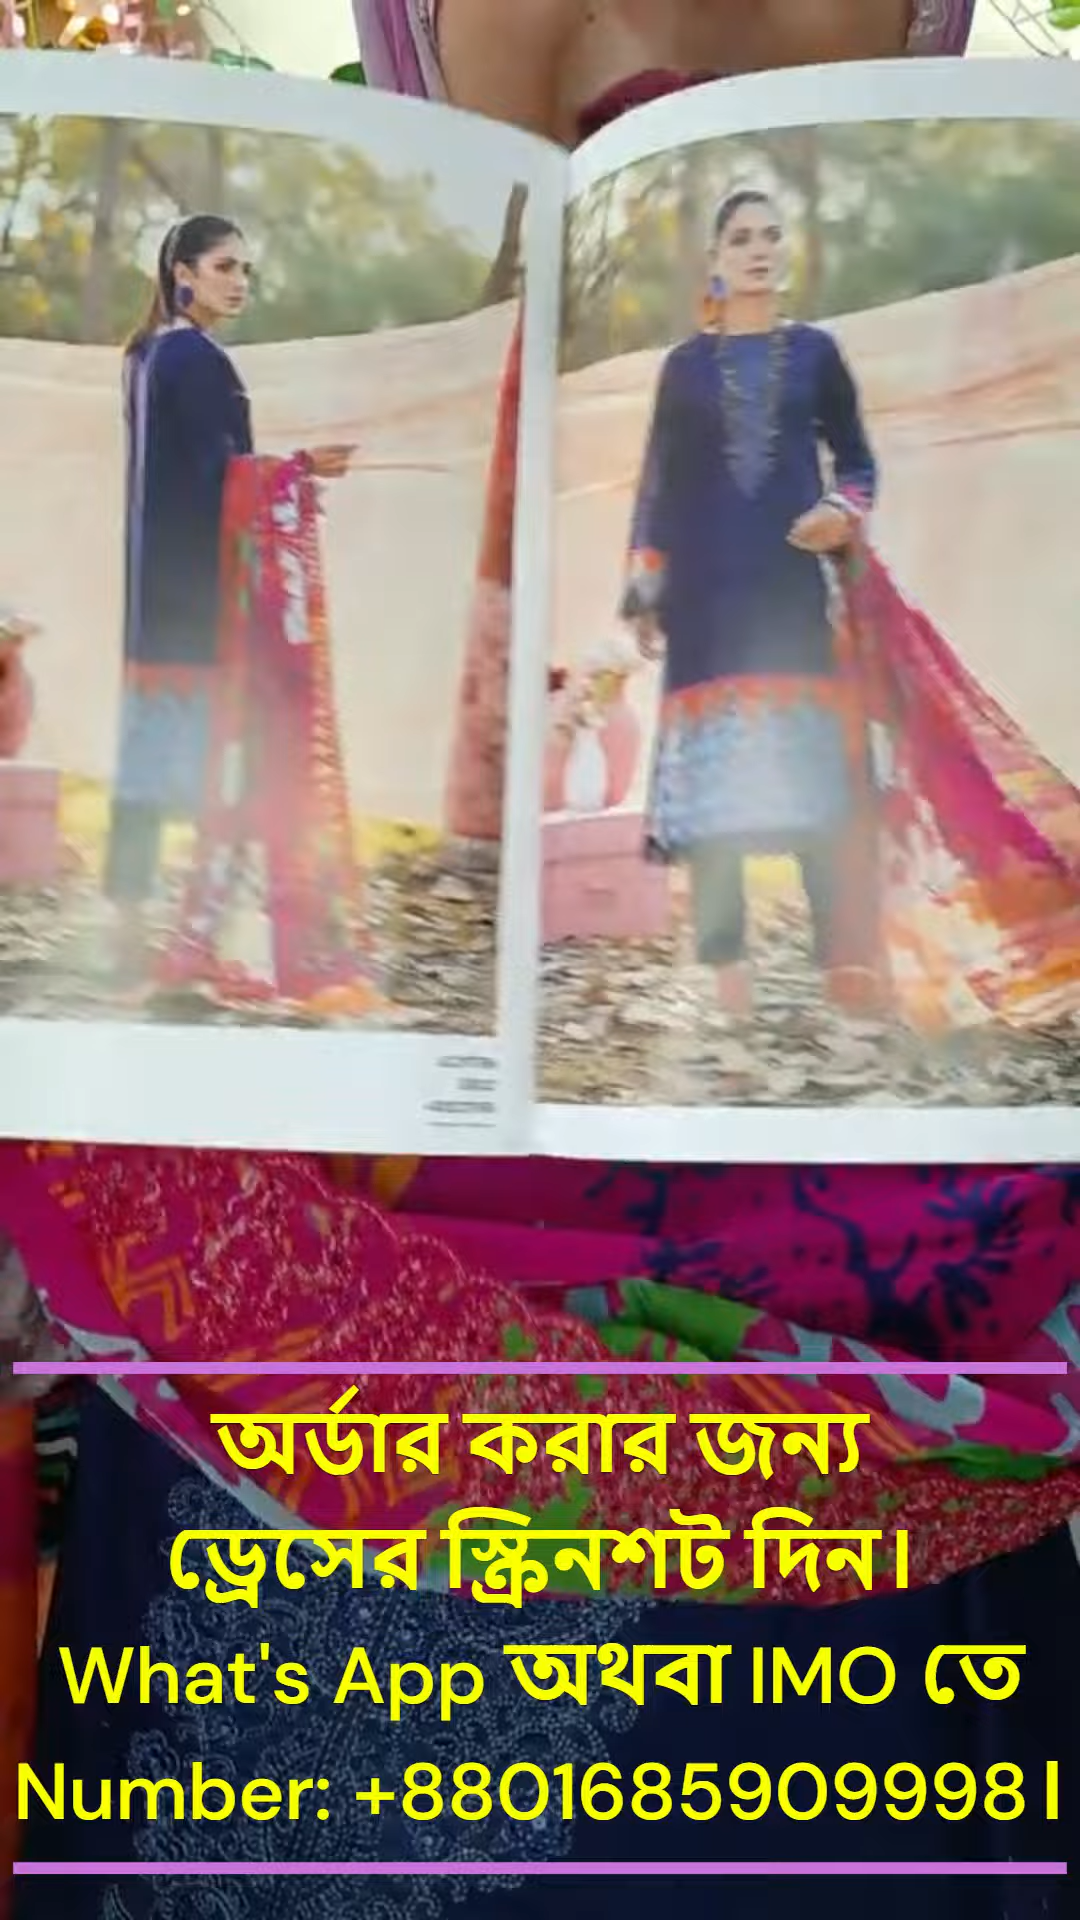 অর্ডার করার জন্য
ড্রেসের স্ক্রিনশট দিন।
What's App অথবা IMO তে
Number: +8801685909998।